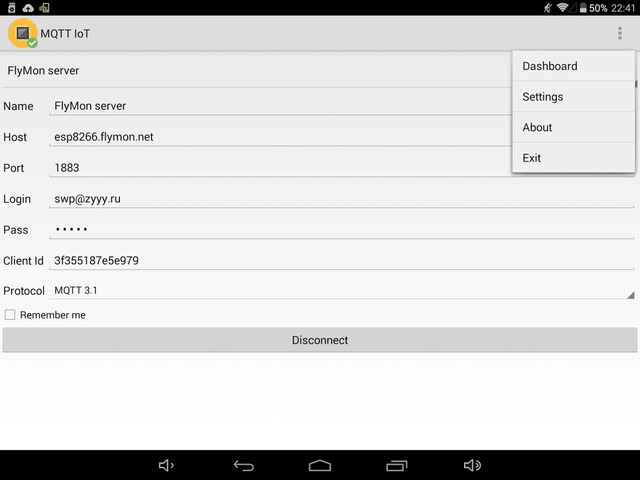 50% 22:41
MQTT IoT
FlyMon server
Dashboard
Settings
About
Exit
Name FlyMon server
Host esp8266.flymon.net
Port 1883
Login swp@zyyy.ru
Pass •••••
Client Id 3f355187e5e979
Protocol MQTT 3.1
Remember me
Disconnect